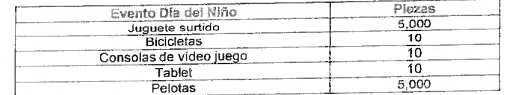 Evento Día del Niño Piezas
Juguete surtido 5,000
Bicicletas 10
Consolas de vídeo juego 10
Tablet 10
Pelotas 5,000